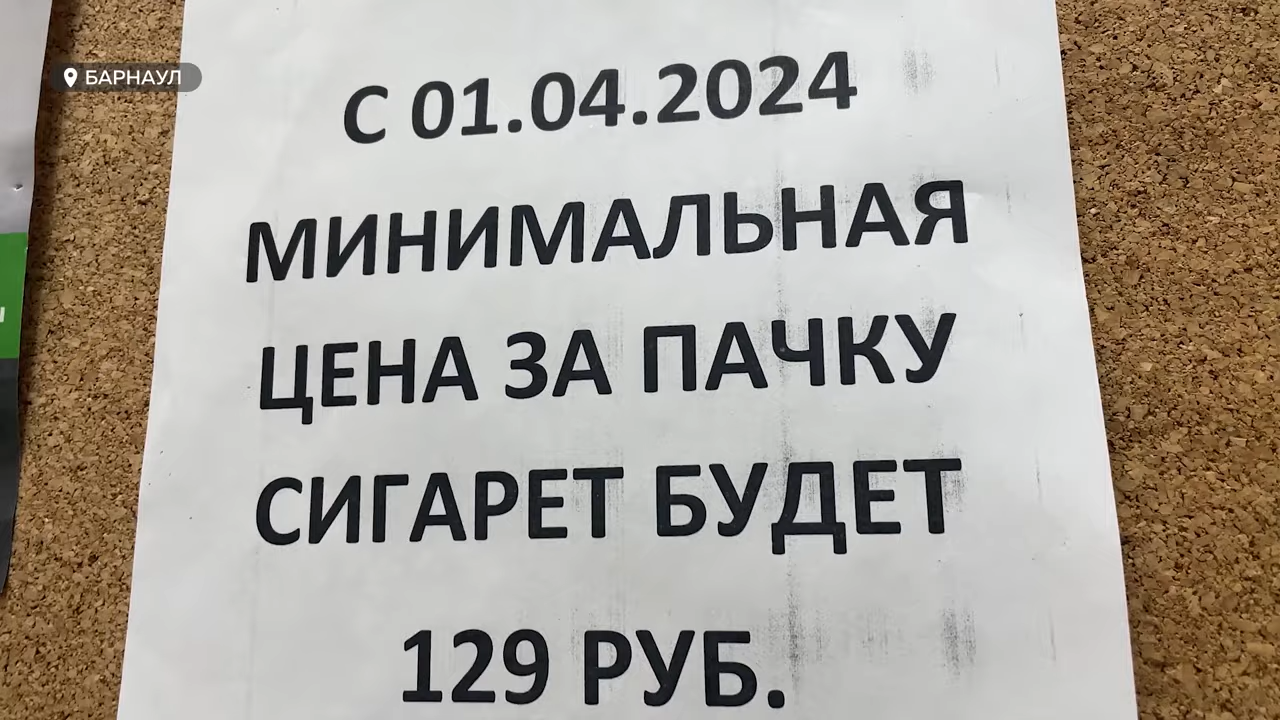 БАРНАУЛ
С 01.04.2024
МИНИМАЛЬНАЯ
ЦЕНА ЗА ПАЧКУ
СИГАРЕТ БУДЕТ
129 РУБ.